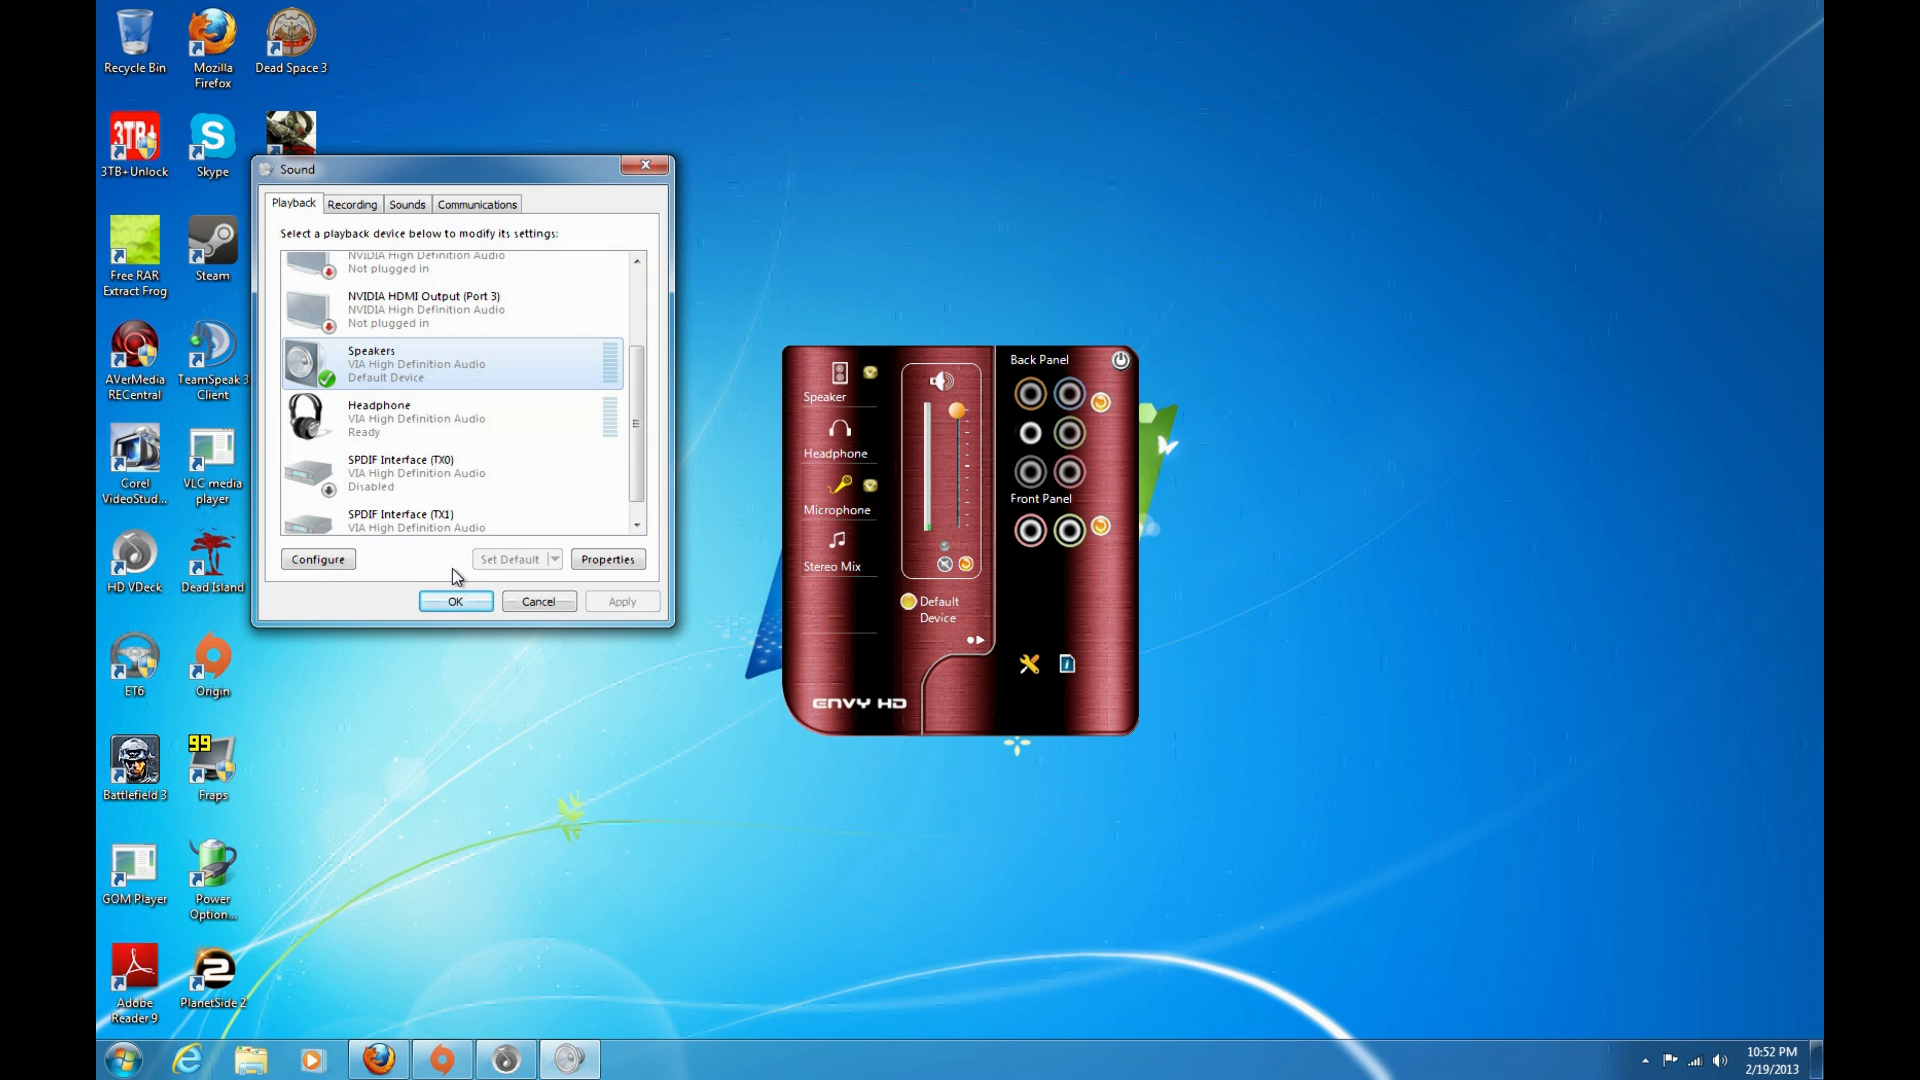 Recycle Bin
Mozilla
Firefox
Dead Space 3
3TB+
3TB+Unlock
Skype
Free RAR
Extract Frog
Steam
AVerMedia
RECentral
TeamSpeak 3
Client
Corel
VideoStud...
VLC media
player
HD VDeck
Dead Island
ET6
Origin
Battlefield 3
99
Fraps
GOM Player
Power
Option...
Adobe
Reader 9
2
PlanetSide 2
Sound
Playback
Recording
Sounds
Communications
Select a playback device below to modify its settings:
NVIDIA High Definition Audio
Not plugged in
NVIDIA HDMI Output (Port 3)
NVIDIA High Definition Audio
Not plugged in
Speakers
VIA High Definition Audio
Default Device
Headphone
VIA High Definition Audio
Ready
SPDIF Interface (TX0)
VIA High Definition Audio
Disabled
SPDIF Interface (TX1)
VIA High Definition Audio
Configure
Set Default
Properties
OK
Cancel
Apply
Speaker
Headphone
Microphone
Stereo Mix
Default
Device
ENVY HD
Back Panel
Front Panel
10:52 PM
2/19/2013